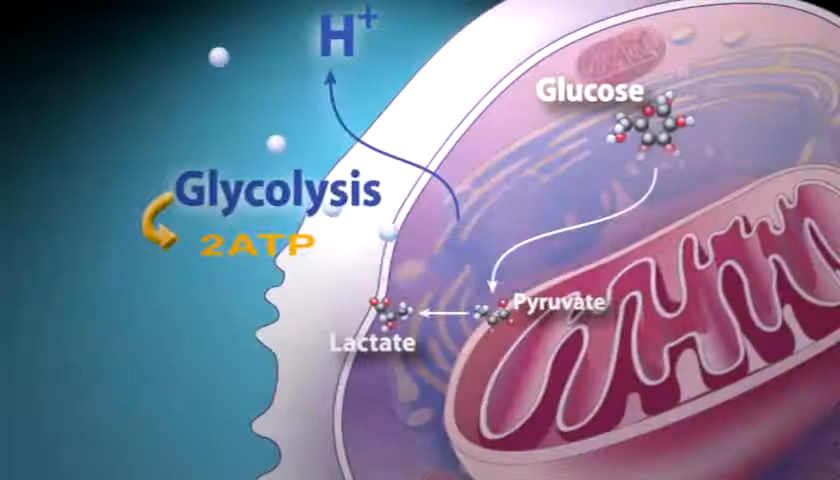 H+
Glucose
Glycolysis
2ATP
Pyruvate
Lactate